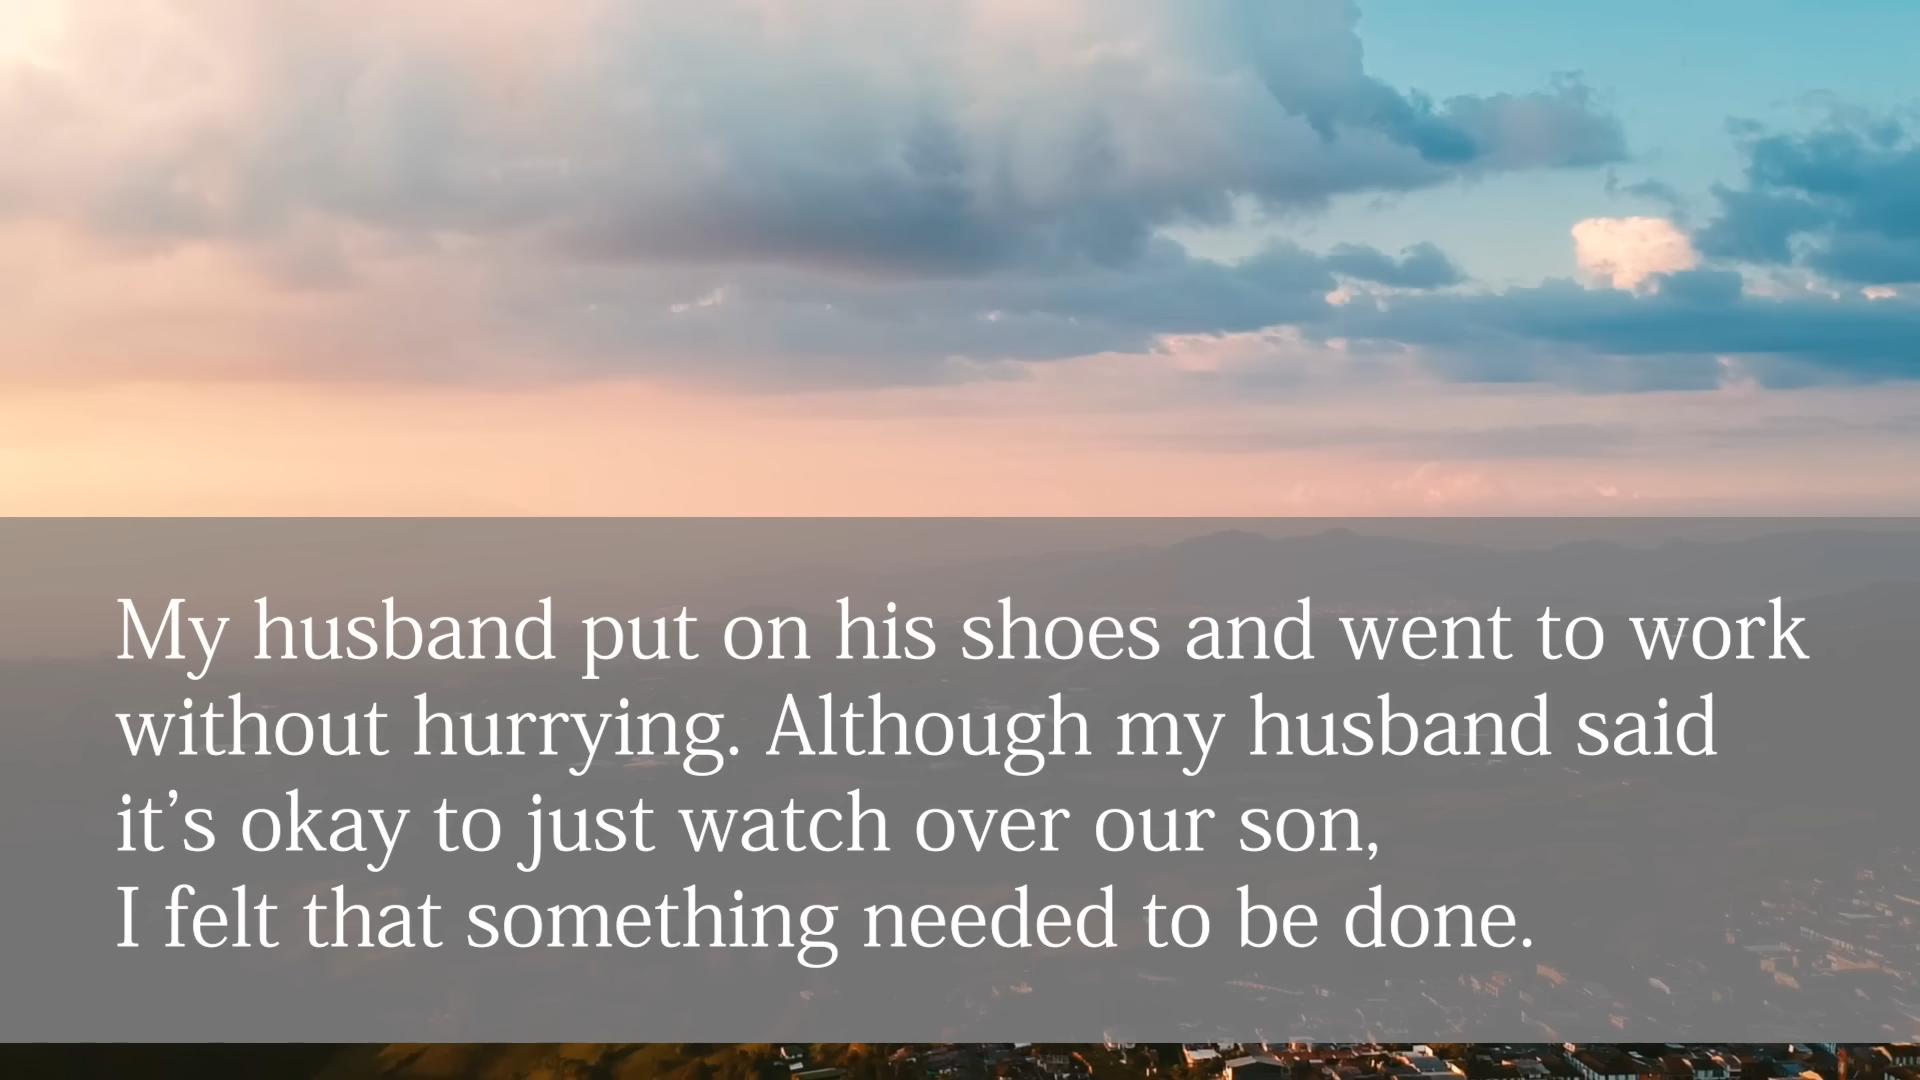 My husband put on his shoes and went to work
without hurrying. Although my husband said
it’s okay to just watch over our son,
I felt that something needed to be done.